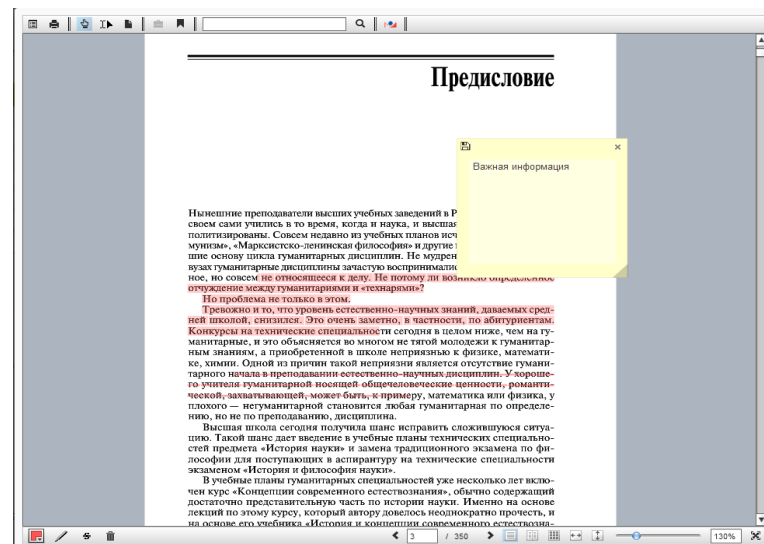 Предисловие
Важная информация
Нынешние преподаватели высших учебных заведений в
своем сами учились в то время, когда и наука, и высшая
политизированы. Совсем недавно из учебных планов
мунизм», «Марксистско-ленинская философия» и другие
шие основу цикла гуманитарных дисциплин. Не
вузах гуманитарные дисциплины зачастую
ное, но совсем не относящееся к делу. Не потому ли возникло определенное
отчуждение между гуманитариями и «технарями»?
Но проблема не только в этом.
Тревожно и то, что уровень естественно-научных знаний, даваемых сред-
ней школой, снизился. Это очень заметно, в частности, по абитуриентам.
Конкурсы на технические специальности сегодня в целом ниже, чем на гу-
манитарные, и это объясняется во многом не тягой молодежи к гуманитар-
ным знаниям, а приобретенной в школе неприязнью к физике, математи-
ке, химии. Одной из причин такой неприязни является отсутствие гумани-
тарного начала в преподавании естественно-научных дисциплин. У хороше-
го учителя гуманитарной носящей общечеловеческие ценности, романти-
ческой, захватывающей, может быть, к примеру, математика или физика, у
плохого — негуманитарной становится любая гуманитарная по определе-
нию, но не по преподаванию, дисциплина.
Высшая школа сегодня получила шанс исправить сложившуюся ситуа-
цию. Такой шанс дает введение в учебные планы технических специально-
стей предмета «История науки» и замена традиционного экзамена по фи-
лософии для поступающих в аспирантуру на технические специальности
экзаменом «История и философия науки».
В учебные планы гуманитарных специальностей уже несколько лет вклю-
чен курс «Концепции современного естествознания», обычно содержащий
достаточно представительную часть по истории науки. Именно на основе
лекций по этому курсу, который автору довелось неоднократно прочесть, и
на основе его учебника «История и концепции современного естествозна-
3 / 350 130%